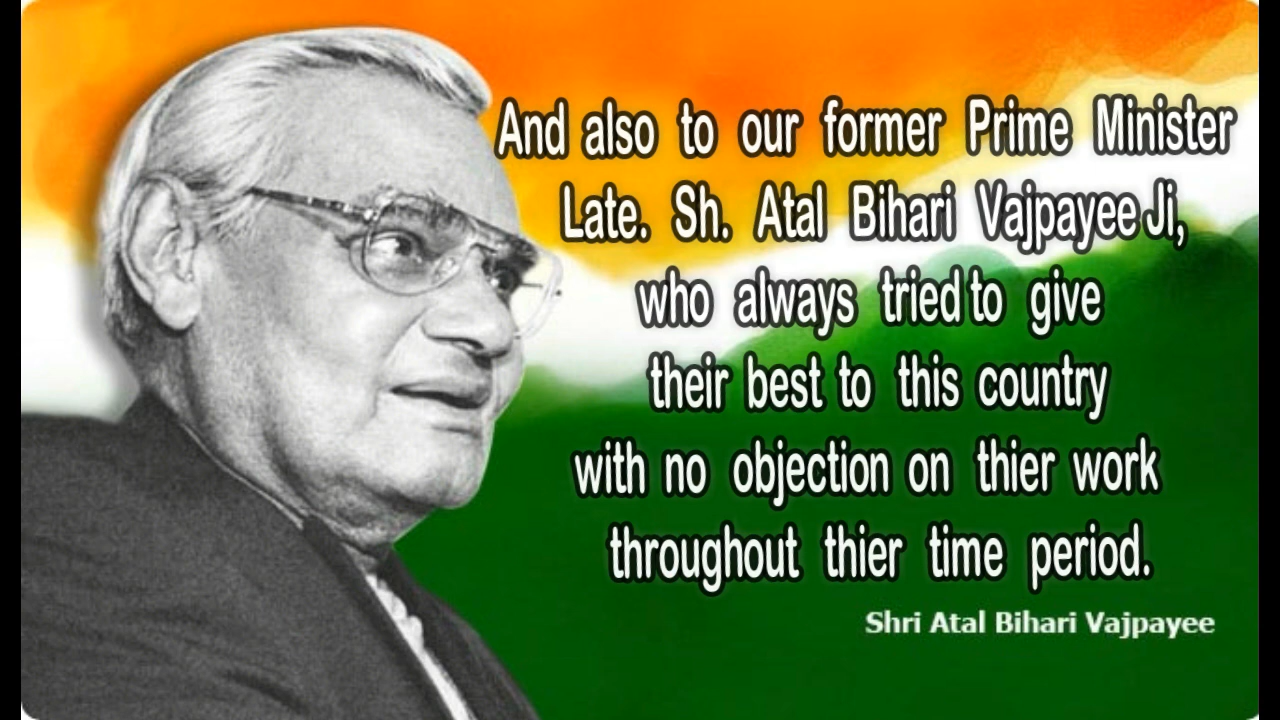 And also to our former Prime Minister
Late. Sh. Atal Bihari Vajpayee Ji,
who always tried to give
their best to this country
with no objection on thier work
throughout thier time period.
Shri Atal Bihari Vajpayee